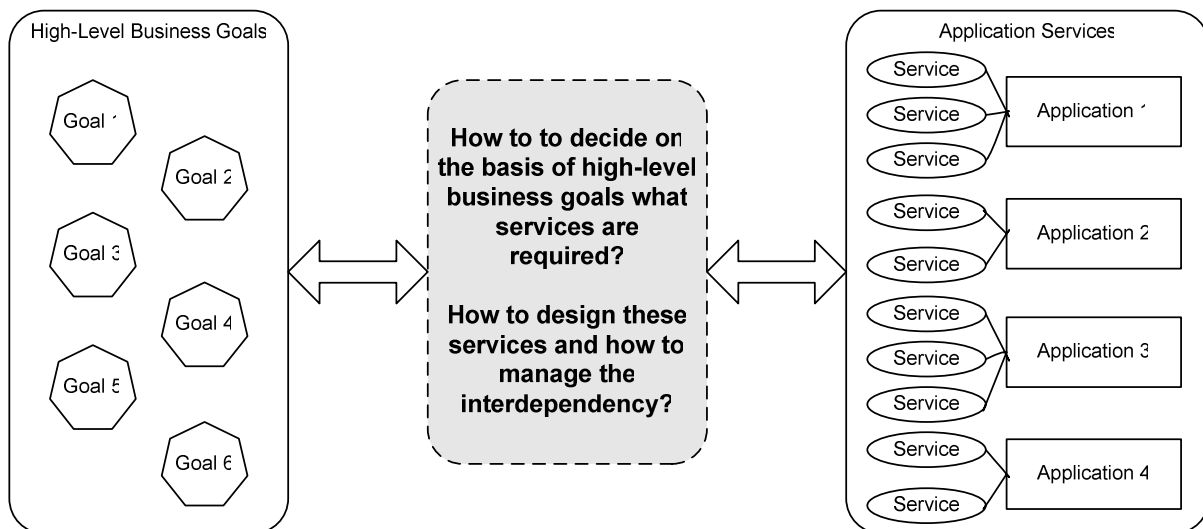 High-Level Business Goals
Goal 1
Goal 2
Goal 3
Goal 4
Goal 5
Goal 6
How to to decide on
the basis of high-level
business goals what
services are
required?
How to design these
services and how to
manage the
interdependency?
Application Services
Service
Service
Service
Application 1
Service
Service
Application 2
Service
Service
Service
Application 3
Service
Service
Application 4